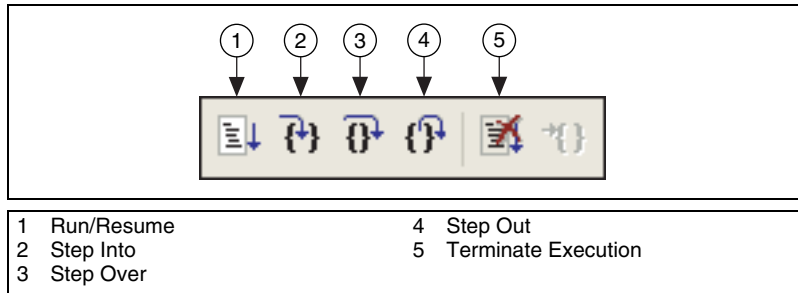 1 2 3 4 5
1 Run/Resume
2 Step Into
3 Step Over
4 Step Out
5 Terminate Execution